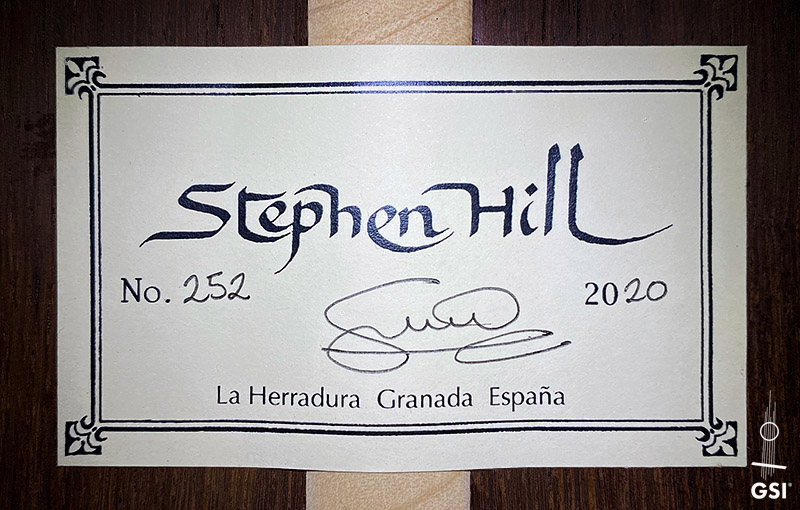 Stephen Hill
No. 252 2020
La Herradura Granada España
GSI